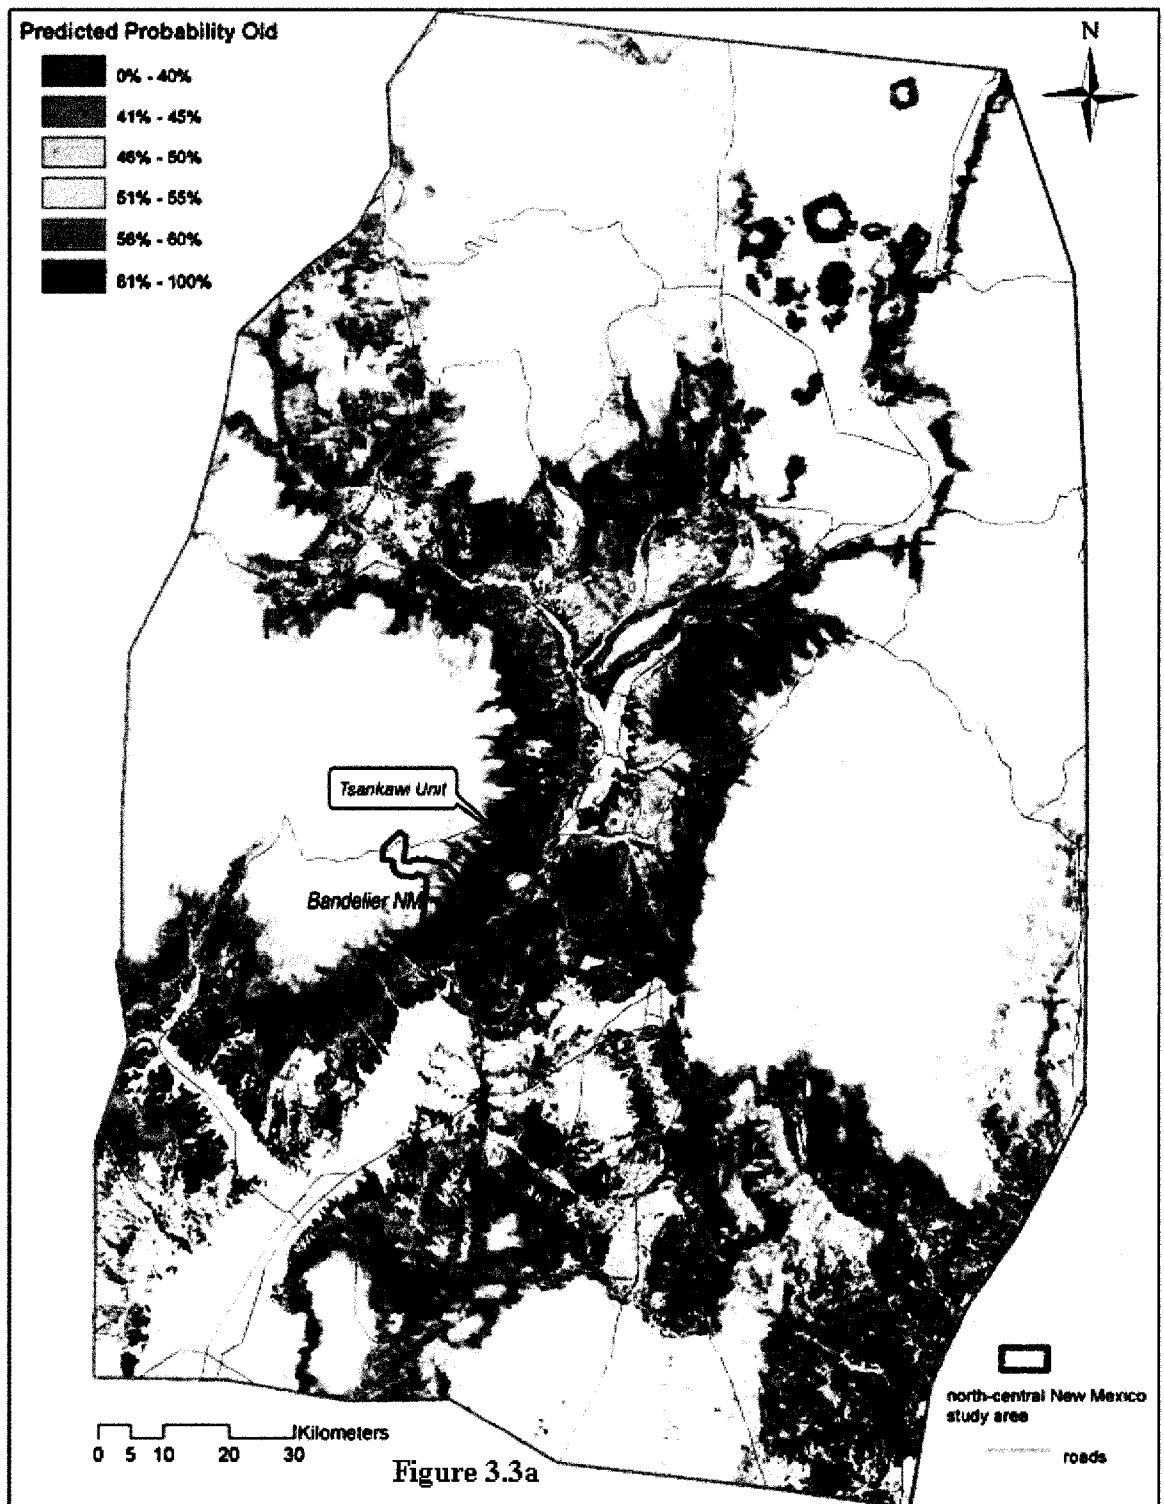 Predicted Probability Old
0% - 40%
41% - 45%
46% - 50%
51% - 55%
56% - 60%
61% - 100%
N
Tsankawi Unit
Bandelier NM
north-central New Mexico
study area
roads
Kilometers
0 5 10 20 30
Figure 3.3a